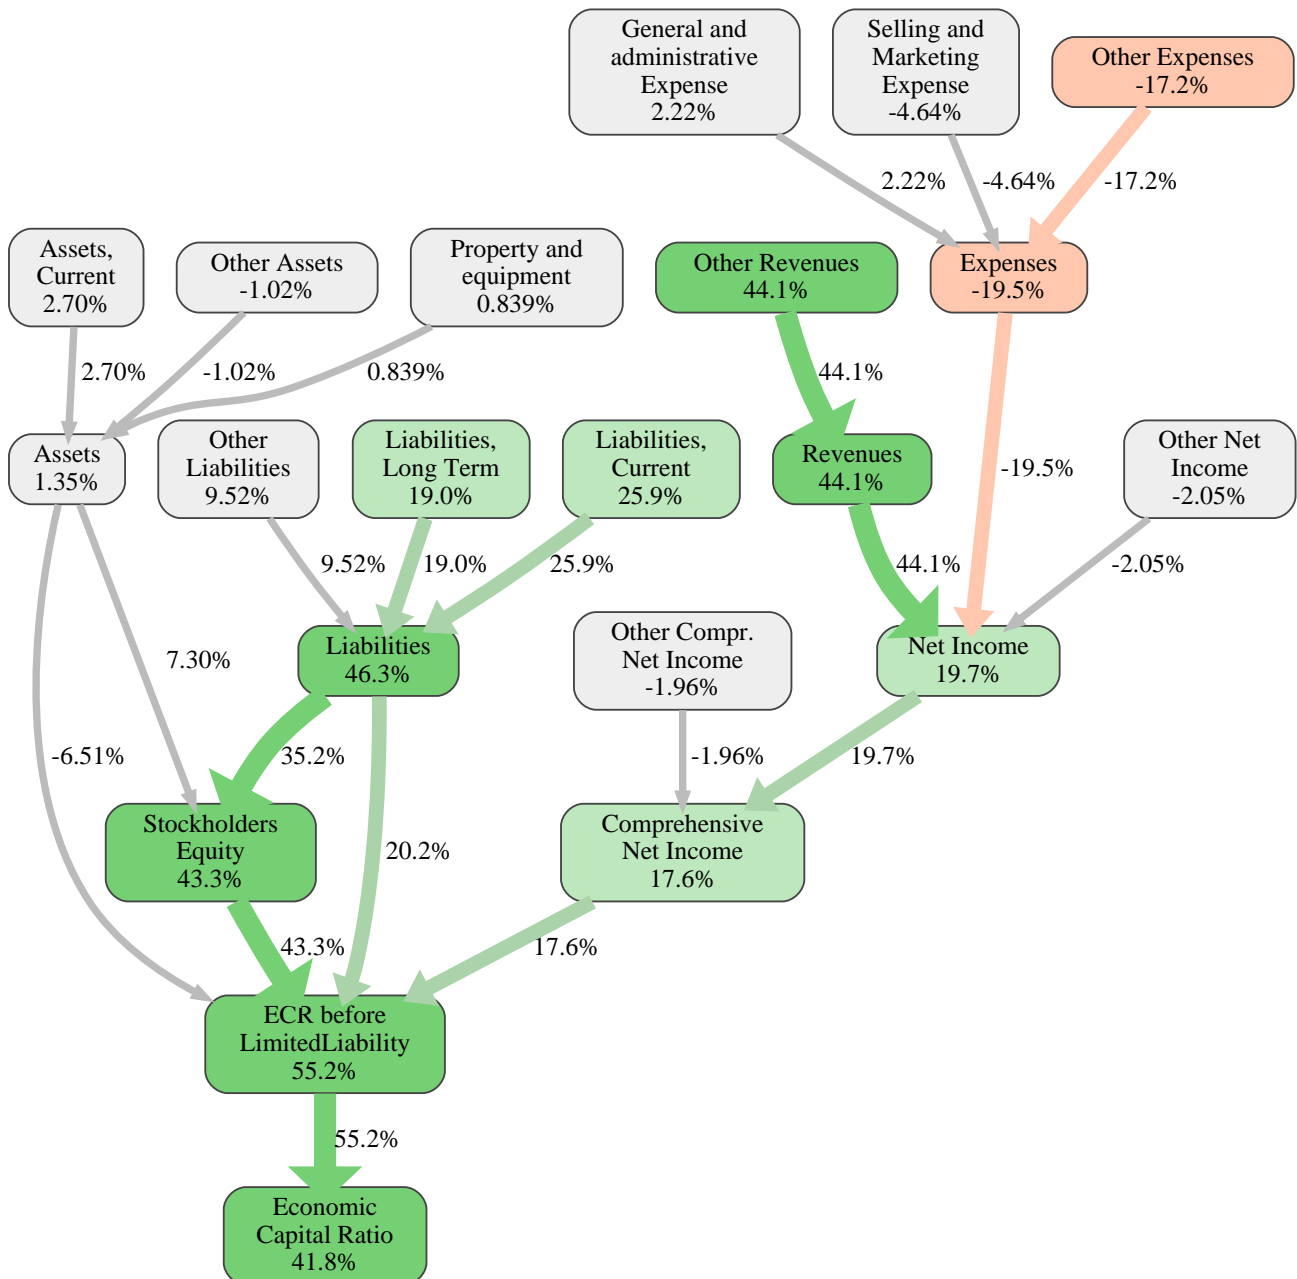 General and
administrative
Expense
2.22%
Selling and
Marketing
Expense
-4.64%
Other Expenses
-17.2%
2.22%
-4.64%
-17.2%
Assets,
Current
2.70%
Other Assets
-1.02%
Property and
equipment
0.839%
Other Revenues
44.1%
Expenses
-19.5%
2.70%
-1.02%
0.839%
44.1%
Assets
1.35%
Other
Liabilities
9.52%
Liabilities,
Long Term
19.0%
Liabilities,
Current
25.9%
Revenues
44.1%
-19.5%
Other Net
Income
-2.05%
9.52%
19.0%
25.9%
44.1%
-2.05%
Liabilities
46.3%
7.30%
Other Compr.
Net Income
-1.96%
Net Income
19.7%
-6.51%
35.2%
-1.96%
19.7%
Stockholders
Equity
43.3%
20.2%
Comprehensive
Net Income
17.6%
43.3%
17.6%
ECR before
LimitedLiability
55.2%
55.2%
Economic
Capital Ratio
41.8%